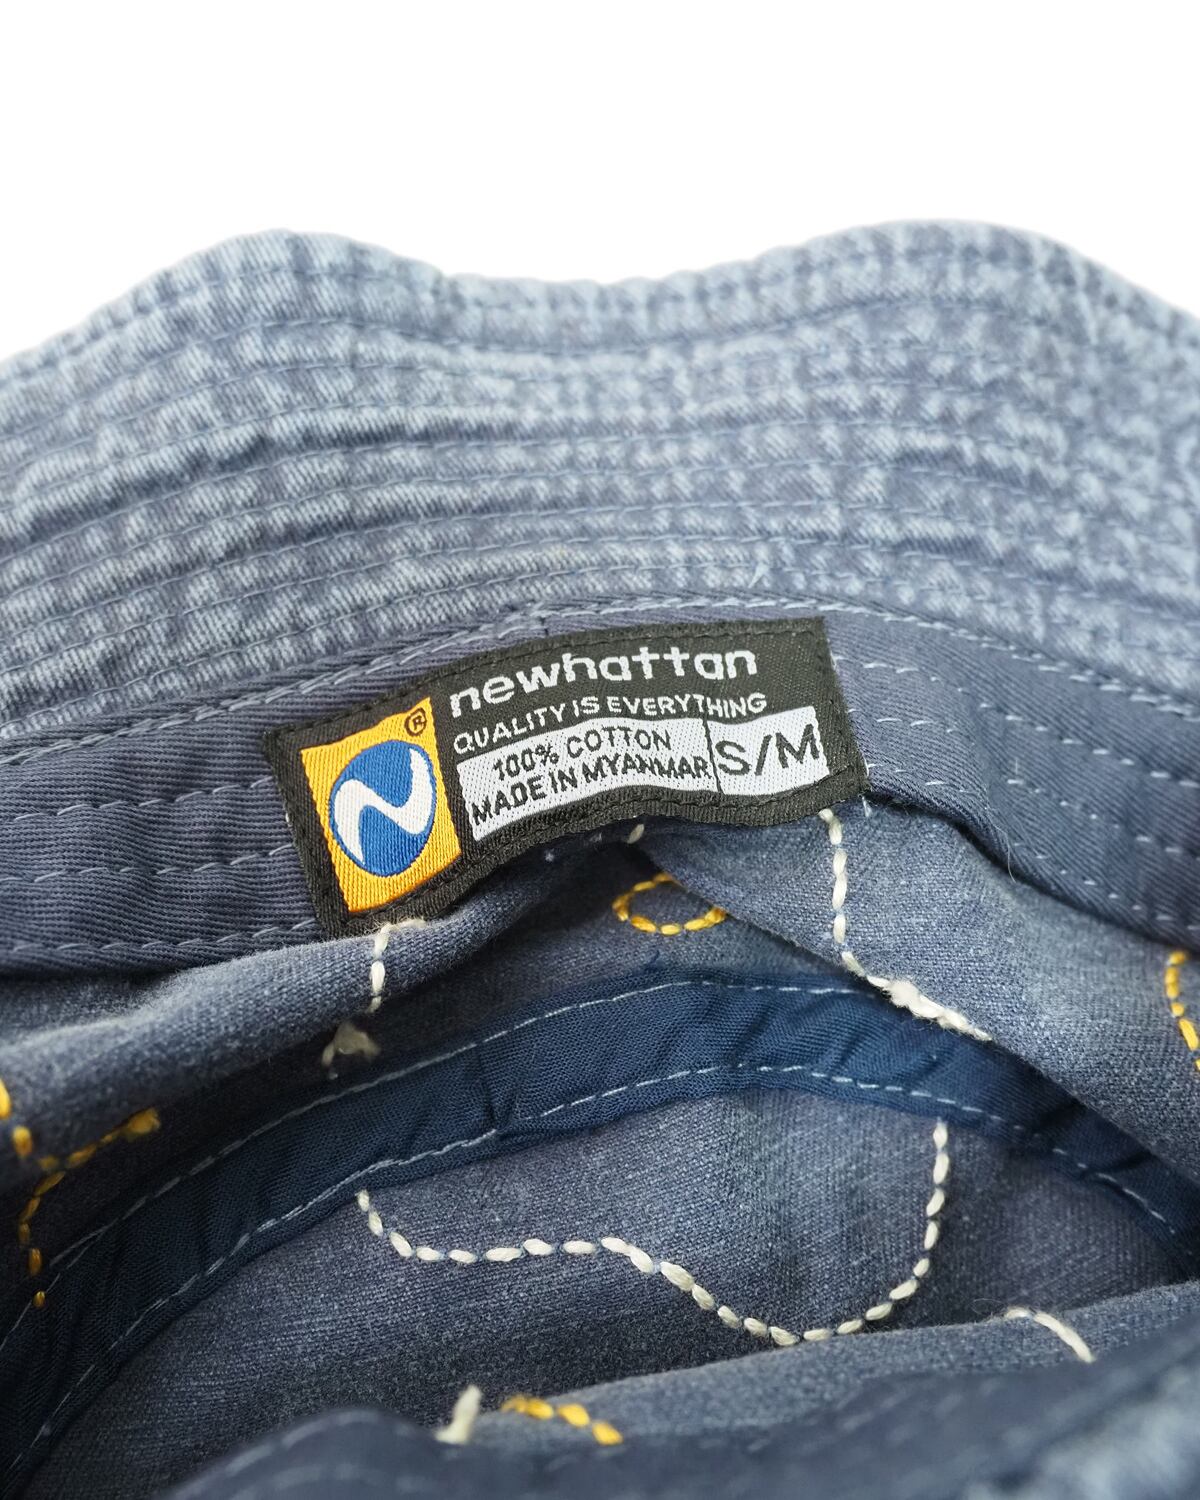 newhattan
QUALITY IS EVERYTHING
100% COTTON
MADE IN MYANMAR
S/M
®